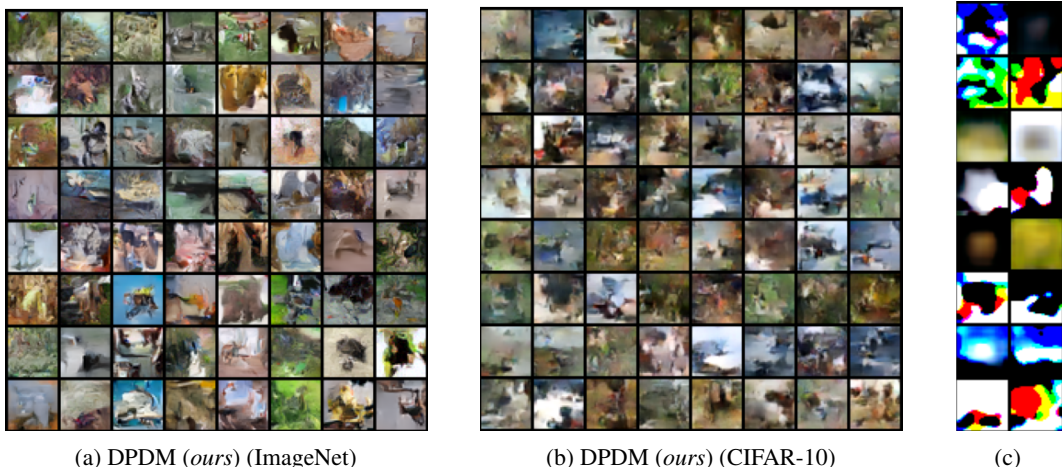 (a) DPDM (ours) (ImageNet)
(b) DPDM (ours) (CIFAR-10)
(c)